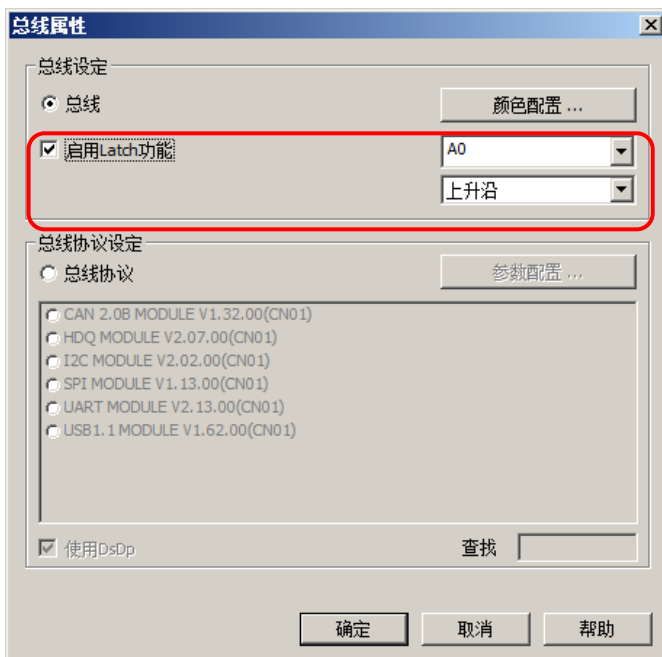 总线属性
总线设定
总线
颜色配置 ...
启用Latch功能
A0
上升沿
总线协议设定
总线协议
参数配置 ...
CAN 2.0B MODULE V1.32.00(CN01)
HDQ MODULE V2.07.00(CN01)
I2C MODULE V2.02.00(CN01)
SPI MODULE V1.13.00(CN01)
UART MODULE V2.13.00(CN01)
USB1.1 MODULE V1.62.00(CN01)
使用DsDp
查找
确定
取消
帮助